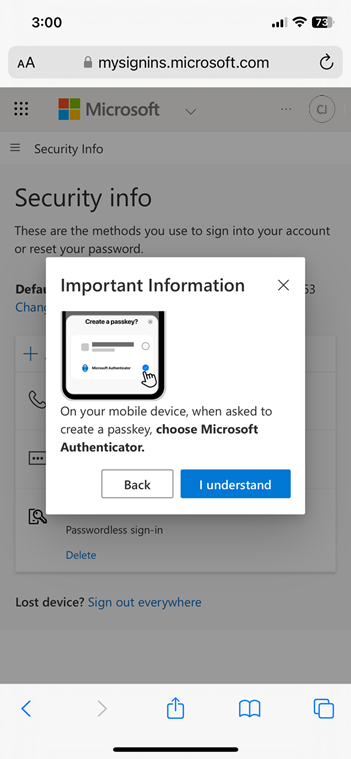 3:00
73
AA
mysignins.microsoft.com
Microsoft
CJ
Security Info
Security info
These are the methods you use to sign into your account
or reset your password.
Important Information
Create a passkey?
Microsoft Authenticator
On your mobile device, when asked to
create a passkey, choose Microsoft
Authenticator.
Back
I understand
Passwordless sign-in
Delete
Lost device? Sign out everywhere